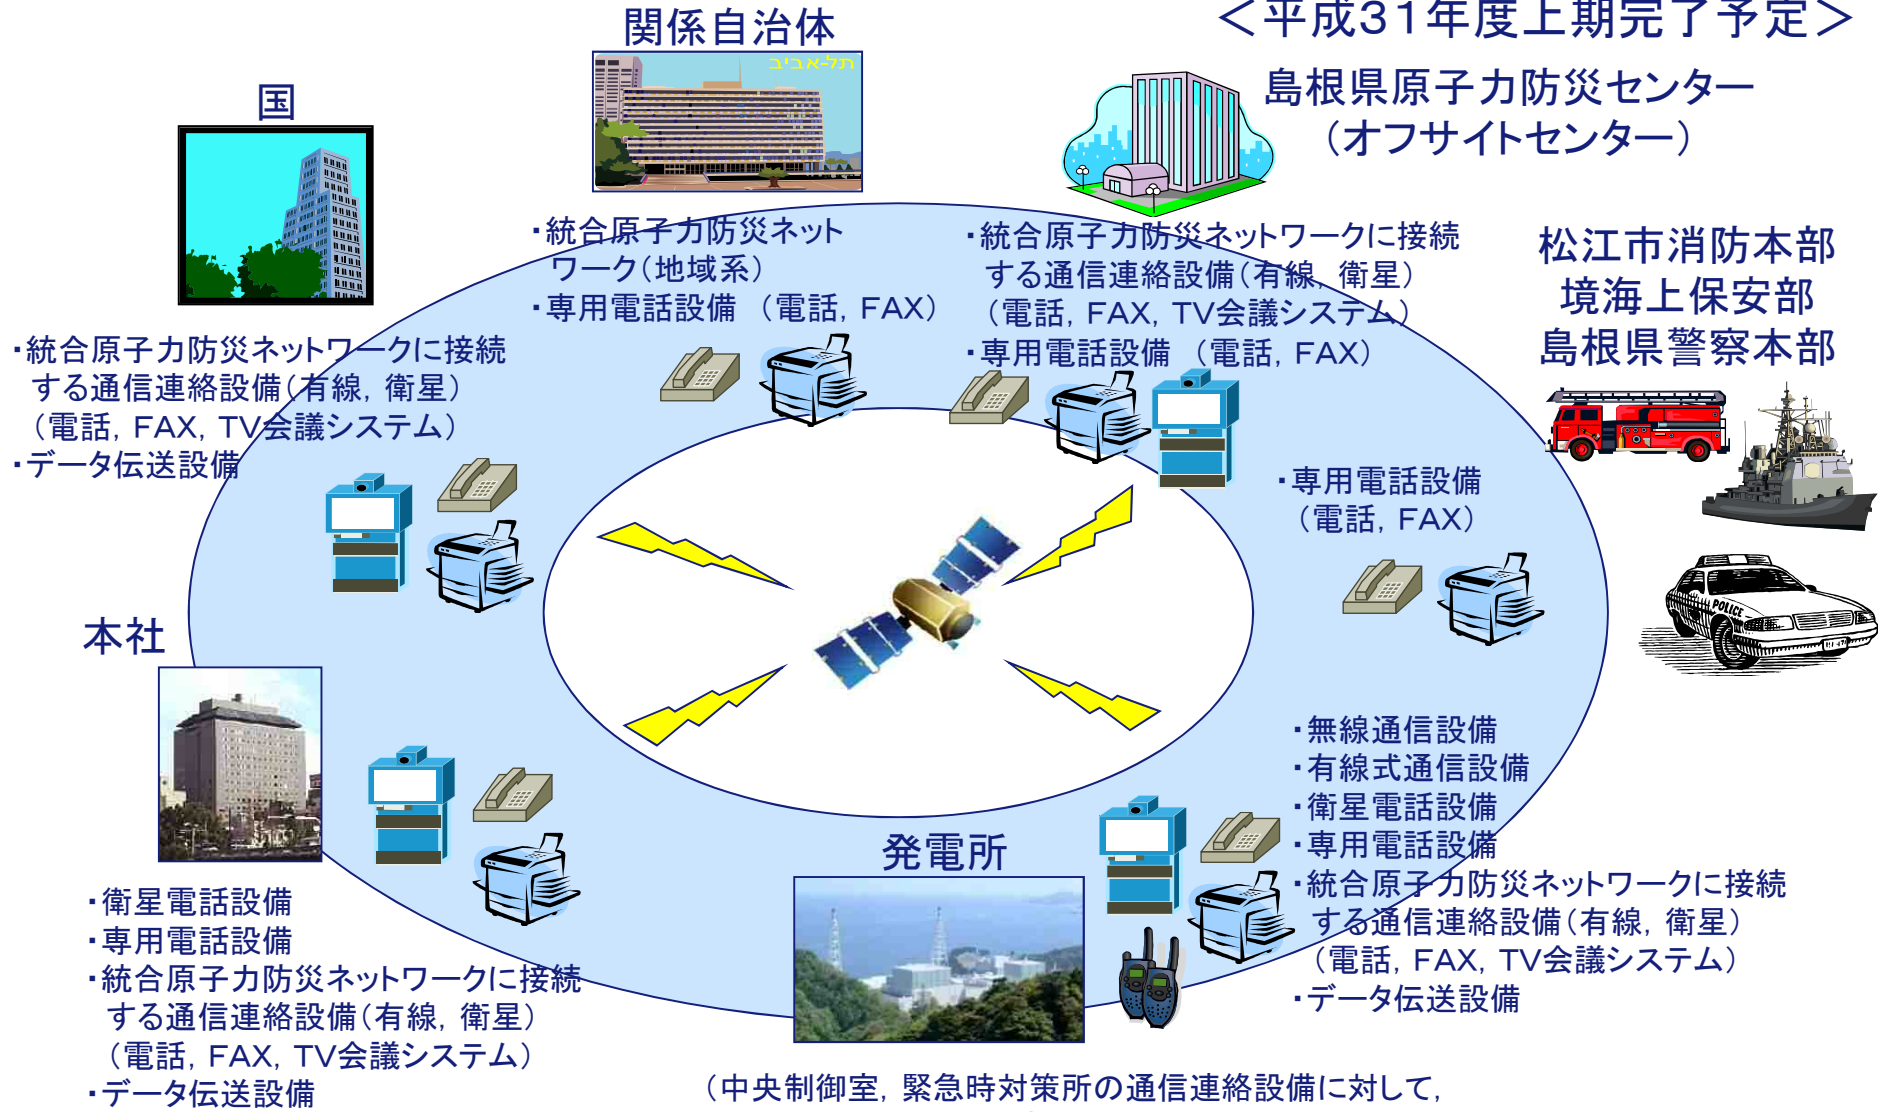 ＜平成３１年度上期完了予定＞
関係自治体
תל-אביב
国
島根県原子力防災センター
（オフサイトセンター）
・統合原子力防災ネット
ワーク（地域系）
・専用電話設備　（電話，FAX）
・統合原子力防災ネットワークに接続
する通信連絡設備（有線，衛星）
（電話，FAX，TV会議システム）
・専用電話設備　（電話，FAX）
松江市消防本部
境海上保安部
島根県警察本部
・統合原子力防災ネットワークに接続
する通信連絡設備（有線，衛星）
（電話，FAX，TV会議システム）
・データ伝送設備
・専用電話設備
（電話，FAX）
POLICE
本社
・衛星電話設備
・専用電話設備
・統合原子力防災ネットワークに接続
する通信連絡設備（有線，衛星）
（電話，FAX，TV会議システム）
・データ伝送設備
発電所
・無線通信設備
・有線式通信設備
・衛星電話設備
・専用電話設備
・統合原子力防災ネットワークに接続
する通信連絡設備（有線，衛星）
（電話，FAX，TV会議システム）
・データ伝送設備
（中央制御室，緊急時対策所の通信連絡設備に対して，